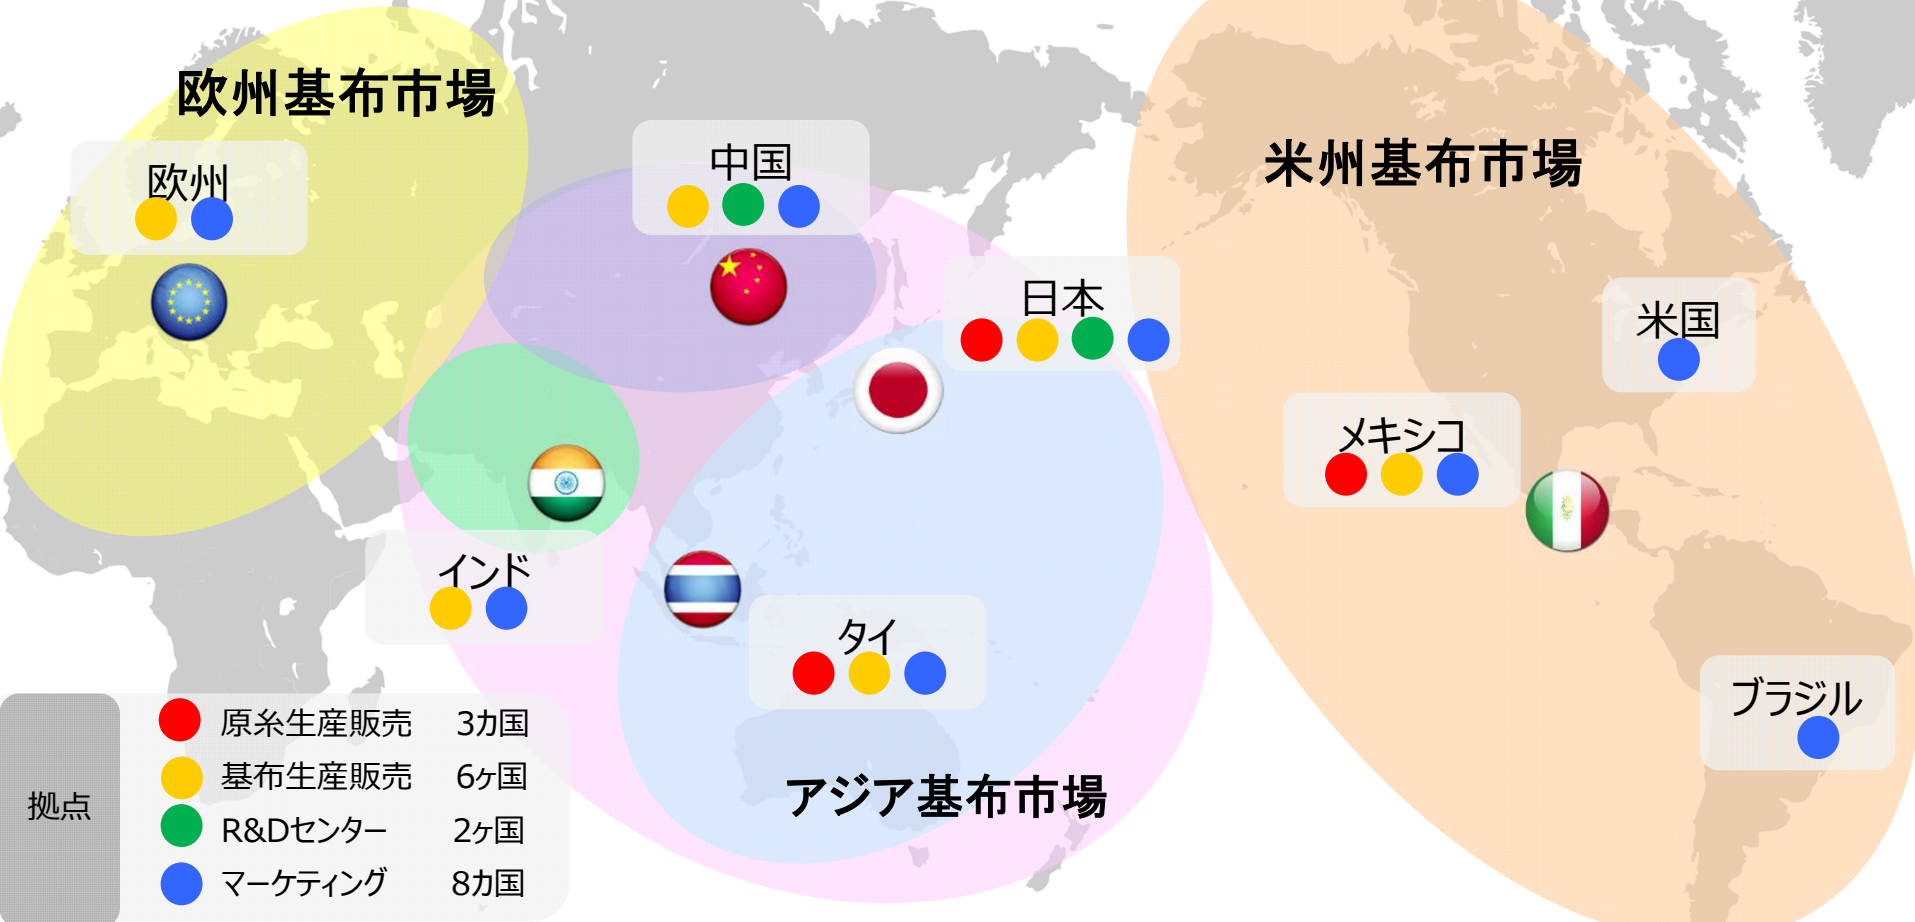 欧州基布市場
欧州
中国
米州基布市場
日本
米国
メキシコ
インド
タイ
ブラジル
アジア基布市場
拠点
原糸生産販売 3カ国
基布生産販売 6ヶ国
R&Dセンター 2ヶ国
マーケティング 8カ国